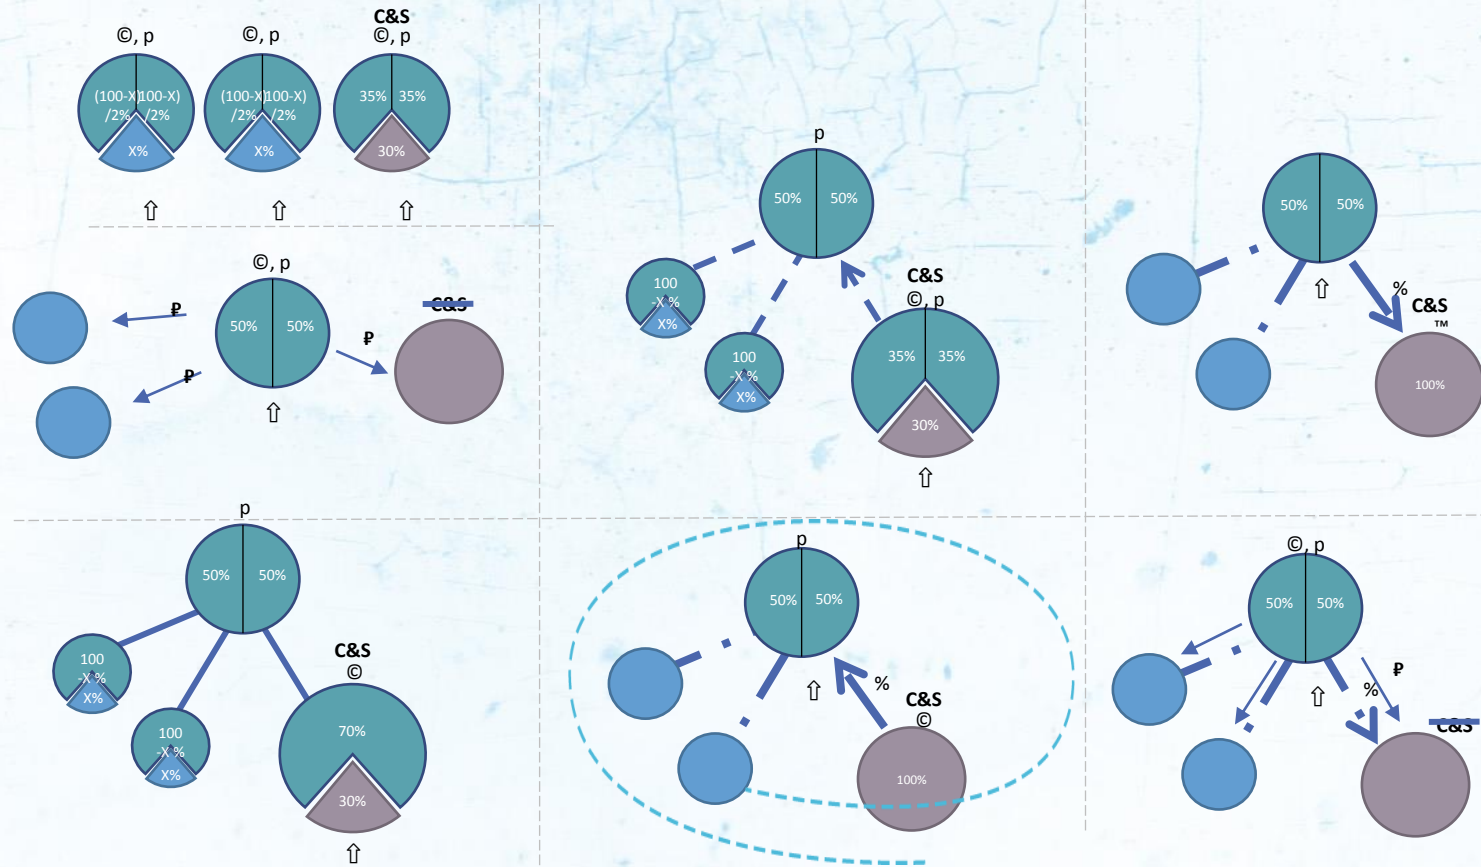 C&S
©, p
©, p
©, p
(100-X)
/2%
(100-X)
/2%
X%
(100-X)
/2%
(100-X)
/2%
X%
35%
35%
30%
⇧
⇧
⇧
©, p
50%
50%
₽
₽
₽
C&S
⇧
p
50%
50%
100
-X %
X%
100
-X %
X%
C&S
©
70%
30%
⇧
p
50%
50%
100
-X %
X%
100
-X %
X%
C&S
©, p
35%
35%
30%
⇧
p
50%
50%
⇧
%
C&S
©
100%
50%
50%
⇧
%
C&S
™
100%
©, p
50%
50%
⇧
₽
%
C&S